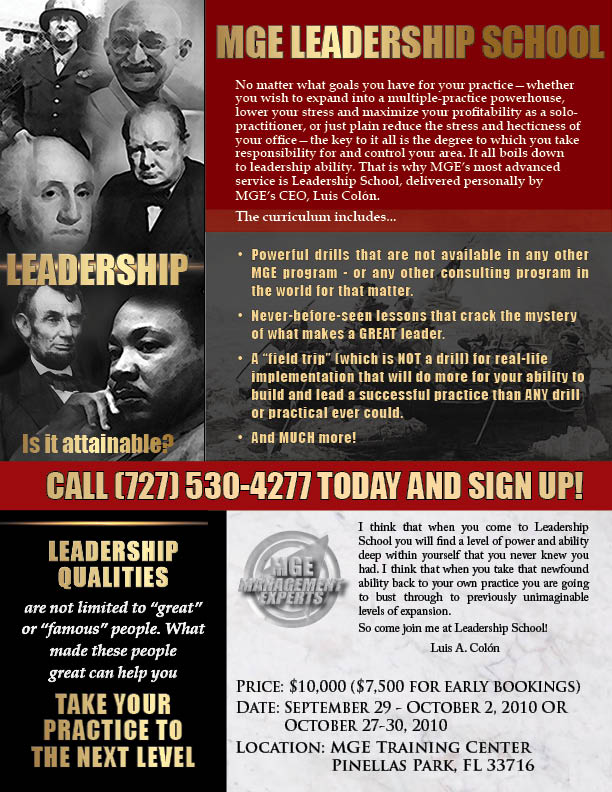 MGE LEADERSHIP SCHOOL
No matter what goals you have for your practice—whether
you wish to expand into a multiple-practice powerhouse,
lower your stress and maximize your profitability as a solo-
practitioner, or just plain reduce the stress and hecticness of
your office—the key to it all is the degree to which you take
responsibility for and control your area. It all boils down
to leadership ability. That is why MGE's most advanced
service is Leadership School, delivered personally by
MGE's CEO, Luis Colón.
The curriculum includes...
LEADERSHIP
Is it attainable?
• Powerful drills that are not available in any other
MGE program - or any other consulting program in
the world for that matter.
• Never-before-seen lessons that crack the mystery
of what makes a GREAT leader.
• A "field trip" (which is NOT a drill) for real-life
implementation that will do more for your ability to
build and lead a successful practice than ANY drill
or practical ever could.
• And MUCH more!
CALL (727) 530-4277 TODAY AND SIGN UP!
LEADERSHIP
QUALITIES
are not limited to "great"
or "famous" people. What
made these people
great can help you
TAKE YOUR
PRACTICE TO
THE NEXT LEVEL
MGE
MANAGEMENT
EXPERTS
I think that when you come to Leadership
School you will find a level of power and ability
deep within yourself that you never knew you
had. I think that when you take that newfound
ability back to your own practice you are going
to bust through to previously unimaginable
levels of expansion.
So come join me at Leadership School!
Luis A. Colón
Price: $10,000 ($7,500 for early bookings)
Date: September 29 - October 2, 2010 OR
October 27-30, 2010
Location: MGE Training Center
Pinellas Park, FL 33716